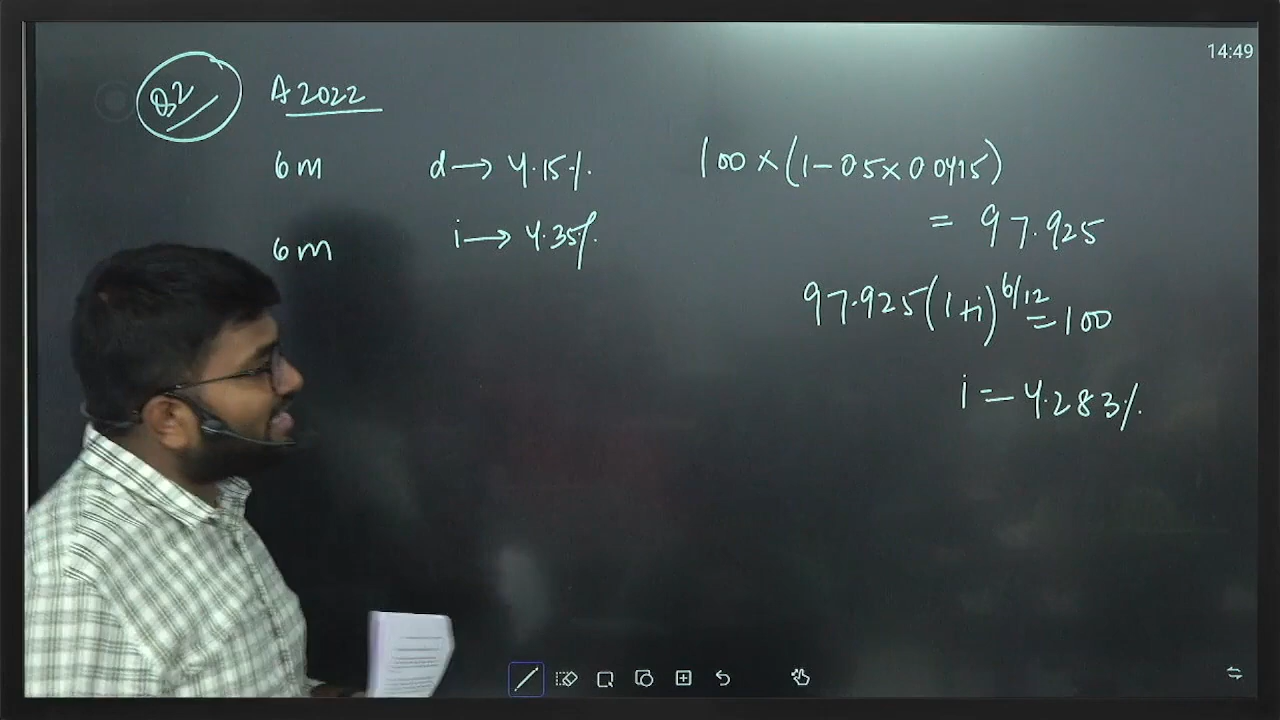 14:49
Q2 A 2022
6m d → 4.15%
6m i → 4.35%
100 × (1 - 0.5 × 0.0415)
= 97.925
97.925 (1+i)^6/12 = 100
i = 4.283%